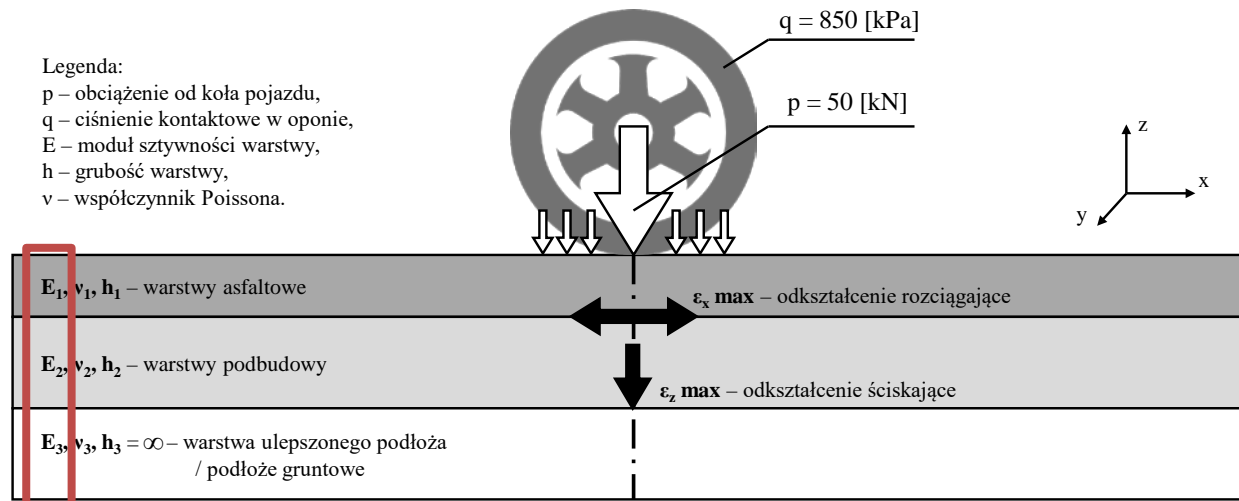 q = 850 [kPa]
Legenda:
p – obciążenie od koła pojazdu,
q – ciśnienie kontaktowe w oponie,
E – moduł sztywności warstwy,
h – grubość warstwy,
ν – współczynnik Poissona.
p = 50 [kN]
z
x
y
E₁, ν₁, h₁ – warstwy asfaltowe
εₓ max – odkształcenie rozciągające
E₂, ν₂, h₂ – warstwy podbudowy
ε_z max – odkształcenie ściskające
E₃, ν₃, h₃ = ∞ – warstwa ulepszonego podłoża
/ podłoże gruntowe